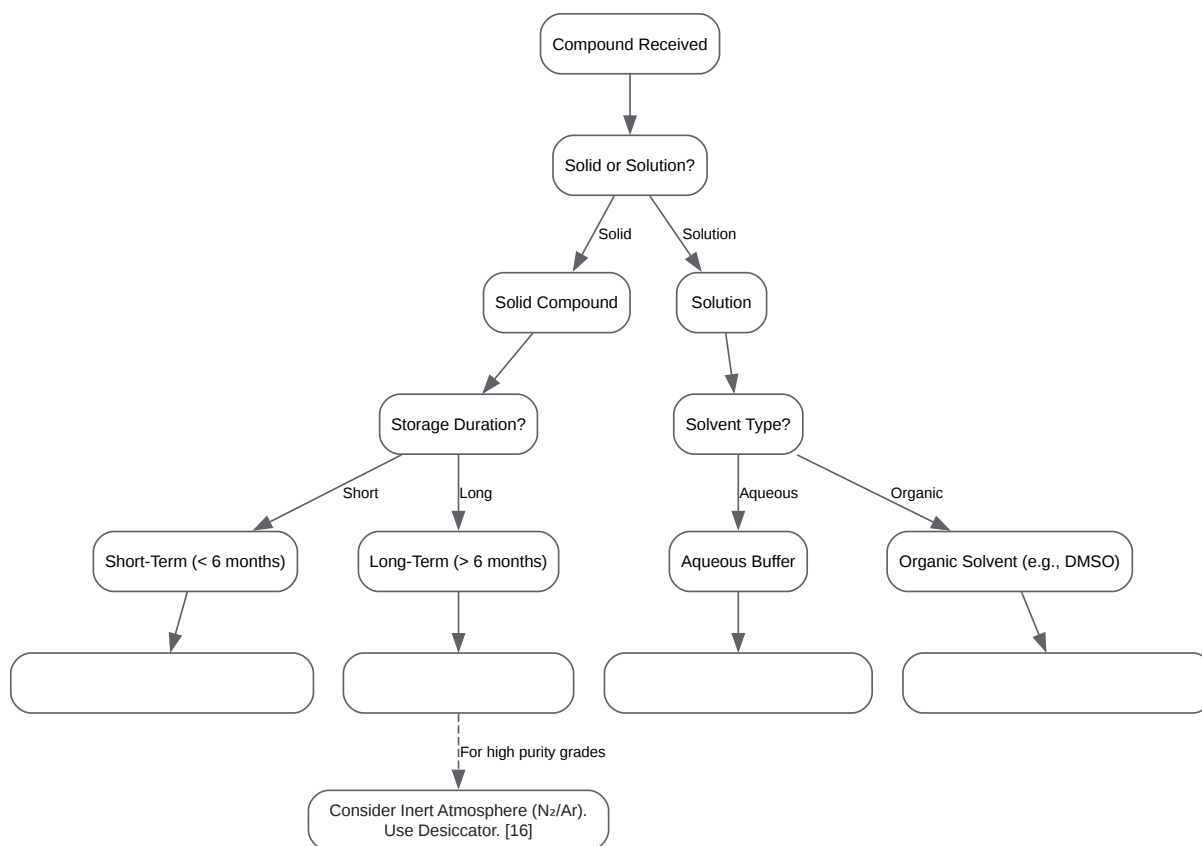 Compound Received
Solid or Solution?
Solid
Solution
Solid Compound
Solution
Storage Duration?
Solvent Type?
Short
Long
Aqueous
Organic
Short-Term (< 6 months)
Long-Term (> 6 months)
Aqueous Buffer
Organic Solvent (e.g., DMSO)
For high purity grades
Consider Inert Atmosphere (N₂/Ar).
Use Desiccator. [16]